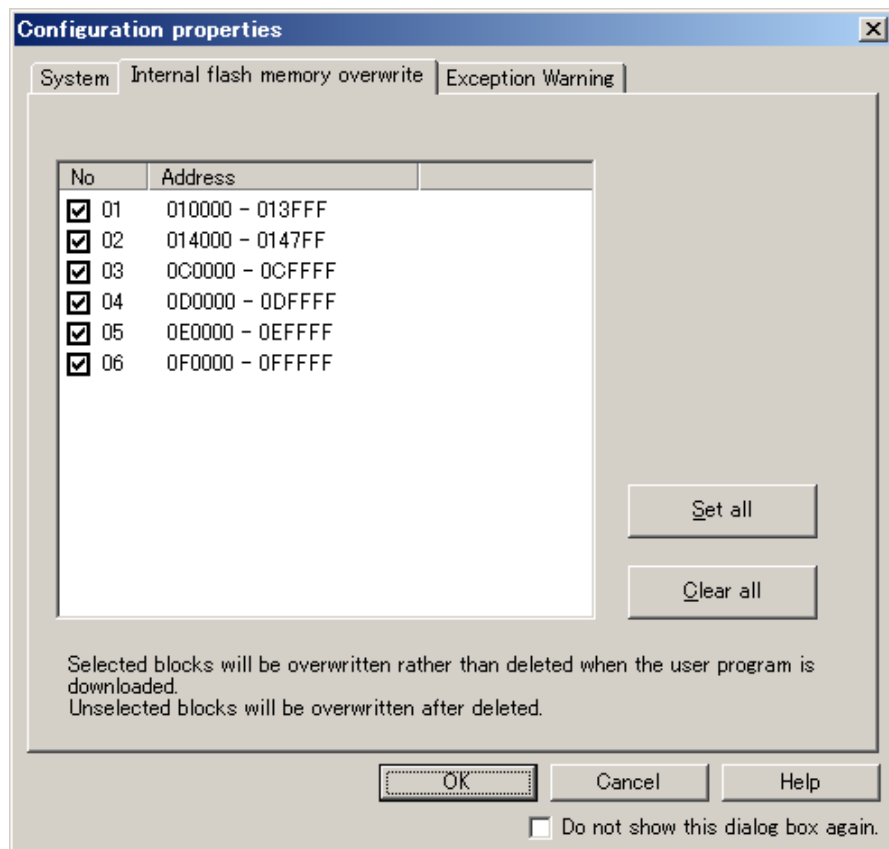 Configuration properties
System Internal flash memory overwrite Exception Warning
No Address
01 010000 - 013FFF
02 014000 - 0147FF
03 0C0000 - 0CFFFF
04 0D0000 - 0DFFFF
05 0E0000 - 0EFFFF
06 0F0000 - 0FFFFF
Set all
Clear all
Selected blocks will be overwritten rather than deleted when the user program is
downloaded.
Unselected blocks will be overwritten after deleted.
OK Cancel Help
Do not show this dialog box again.